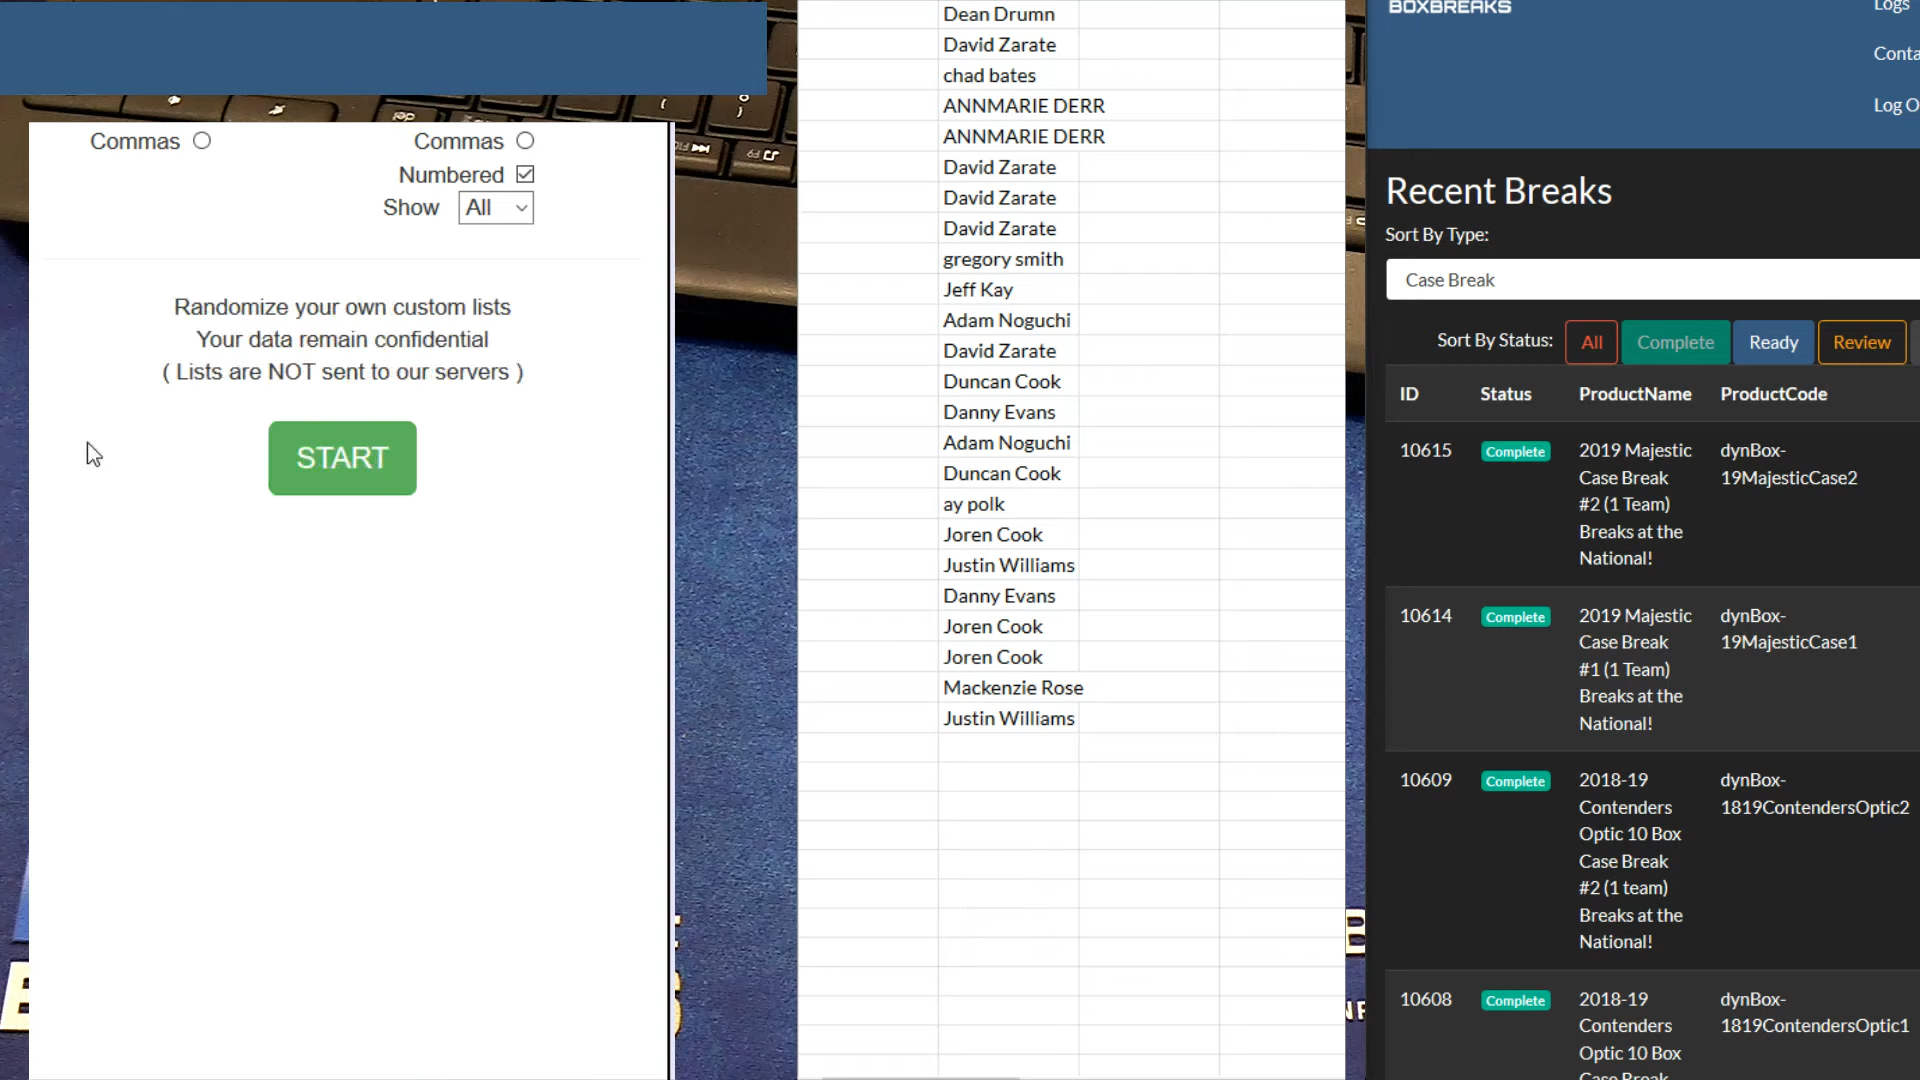 Commas
Commas
Numbered
Show All
Randomize your own custom lists
Your data remain confidential
( Lists are NOT sent to our servers )
START
Dean Drumn
David Zarate
chad bates
ANNMARIE DERR
ANNMARIE DERR
David Zarate
David Zarate
David Zarate
gregory smith
Jeff Kay
Adam Noguchi
David Zarate
Duncan Cook
Danny Evans
Adam Noguchi
Duncan Cook
ay polk
Joren Cook
Justin Williams
Danny Evans
Joren Cook
Joren Cook
Mackenzie Rose
Justin Williams
BOXBREAKS
Logs
Conta
Log O
Recent Breaks
Sort By Type:
Case Break
Sort By Status: All Complete Ready Review
ID Status ProductName ProductCode
10615 Complete 2019 Majestic dynBox-
Case Break 19MajesticCase2
#2 (1 Team)
Breaks at the
National!
10614 Complete 2019 Majestic dynBox-
Case Break 19MajesticCase1
#1 (1 Team)
Breaks at the
National!
10609 Complete 2018-19 dynBox-
Contenders 1819ContendersOptic2
Optic 10 Box
Case Break
#2 (1 team)
Breaks at the
National!
10608 Complete 2018-19 dynBox-
Contenders 1819ContendersOptic1
Optic 10 Box
Case Break